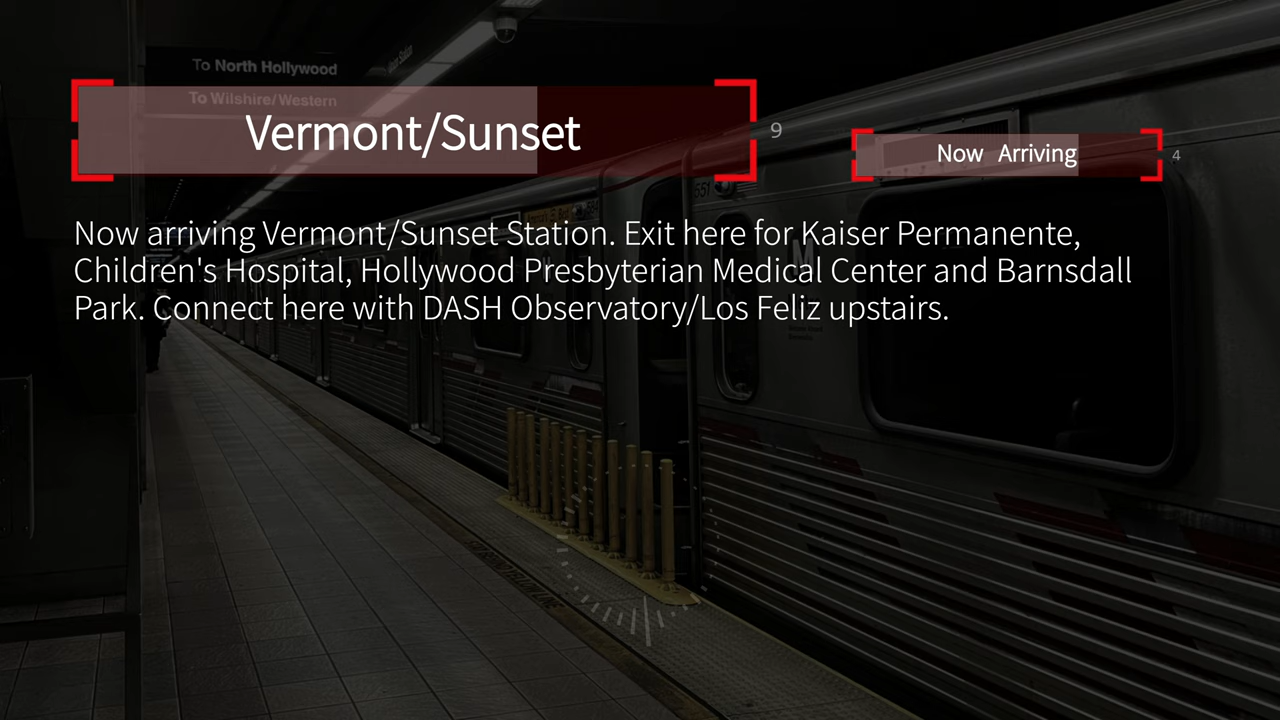 To North Hollywood
To Wilshire/Western
Vermont/Sunset
9
Now Arriving
4
Now arriving Vermont/Sunset Station. Exit here for Kaiser Permanente,
Children's Hospital, Hollywood Presbyterian Medical Center and Barnsdall
Park. Connect here with DASH Observatory/Los Feliz upstairs.
M